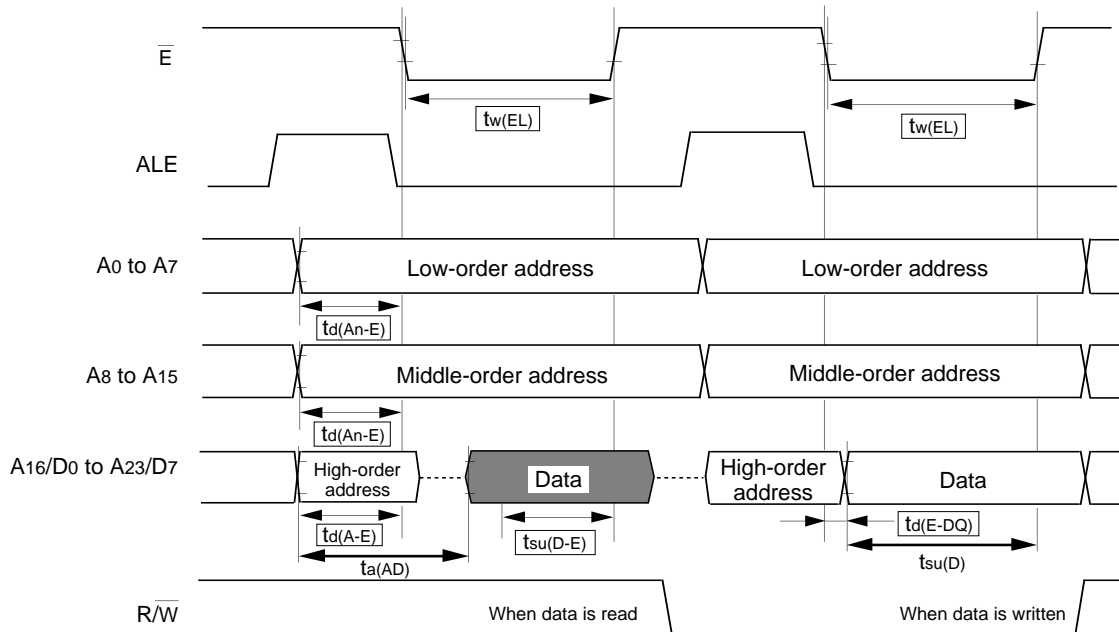 E
tw(EL)
tw(EL)
ALE
A0 to A7
Low-order address
Low-order address
td(An-E)
A8 to A15
Middle-order address
Middle-order address
td(An-E)
A16/D0 to A23/D7
High-order
address
Data
High-order
address
Data
td(A-E)
tsu(D-E)
td(E-DQ)
ta(AD)
tsu(D)
R/W
When data is read
When data is written